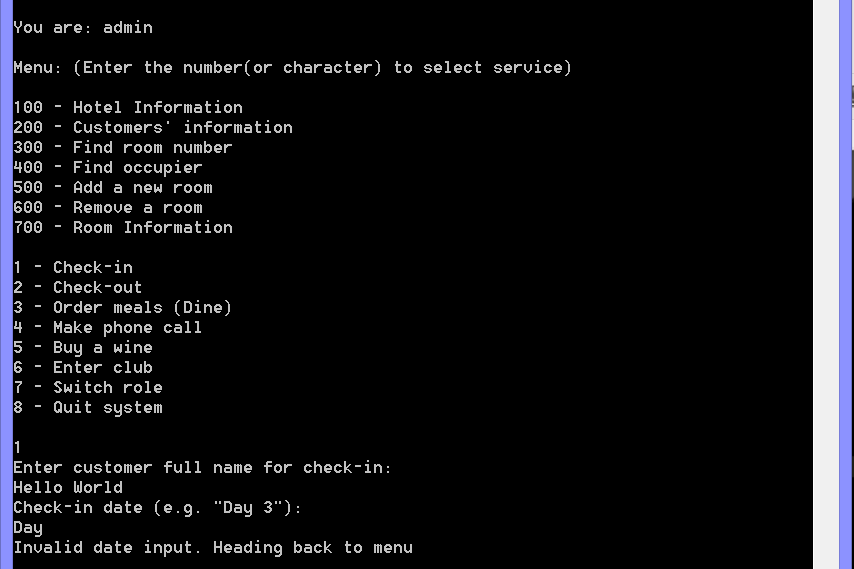 You are: admin
Menu: (Enter the number(or character) to select service)
100 - Hotel Information
200 - Customers' information
300 - Find room number
400 - Find occupier
500 - Add a new room
600 - Remove a room
700 - Room Information
1 - Check-in
2 - Check-out
3 - Order meals (Dine)
4 - Make phone call
5 - Buy a wine
6 - Enter club
7 - Switch role
8 - Quit system
1
Enter customer full name for check-in:
Hello World
Check-in date (e.g. "Day 3"):
Day
Invalid date input. Heading back to menu